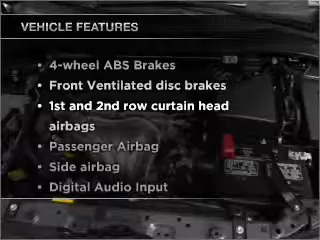 VEHICLE FEATURES
• 4-wheel ABS Brakes
• Front Ventilated disc brakes
• 1st and 2nd row curtain head
airbags
• Passenger Airbag
• Side airbag
• Digital Audio Input